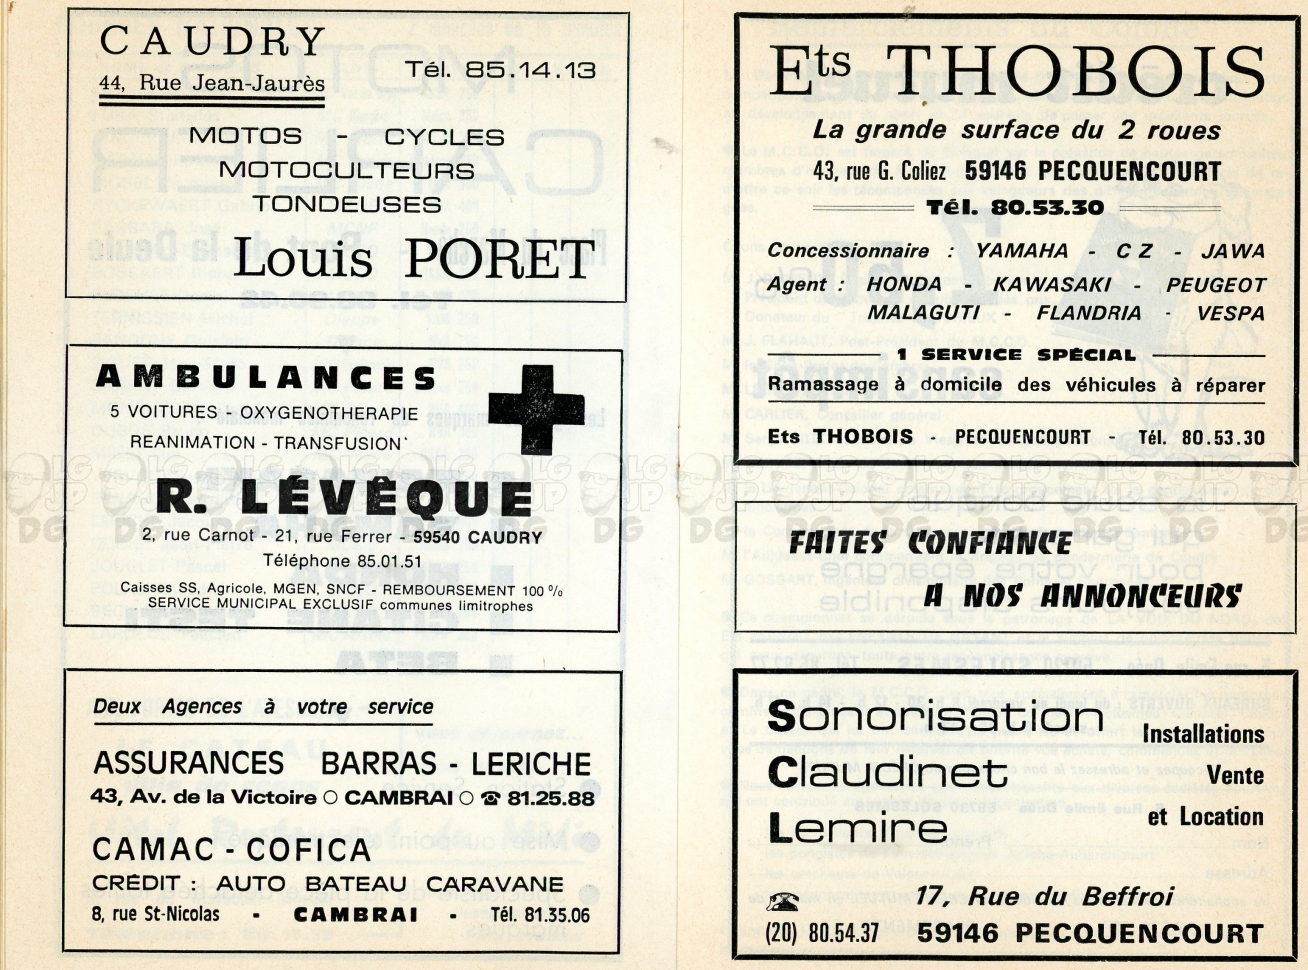 CAUDRY
44, Rue Jean-Jaurès
Tél. 85.14.13
MOTOS - CYCLES
MOTOCULTEURS
TONDEUSES
Louis PORET
AMBULANCES
5 VOITURES - OXYGENOTHERAPIE
REANIMATION - TRANSFUSION
R. LÉVÊQUE
2, rue Carnot - 21, rue Ferrer - 59540 CAUDRY
Téléphone 85.01.51
Caisses SS, Agricole, MGEN, SNCF - REMBOURSEMENT 100 %
SERVICE MUNICIPAL EXCLUSIF communes limitrophes
Deux Agences à votre service
ASSURANCES BARRAS - LERICHE
43, Av. de la Victoire O CAMBRAI O ☎ 81.25.88
CAMAC - COFICA
CRÉDIT : AUTO BATEAU CARAVANE
8, rue St-Nicolas - CAMBRAI - Tél. 81.35.06
Ets THOBOIS
La grande surface du 2 roues
43, rue G. Coliez 59146 PECQUENCOURT
Tél. 80.53.30
Concessionnaire : YAMAHA - CZ - JAWA
Agent : HONDA - KAWASAKI - PEUGEOT
MALAGUTI - FLANDRIA - VESPA
1 SERVICE SPÉCIAL
Ramassage à domicile des véhicules à réparer
Ets THOBOIS - PECQUENCOURT - Tél. 80.53.30
FAITES CONFIANCE
A NOS ANNONCEURS
Sonorisation
Claudinet
Lemire
Installations
Vente
et Location
☎ 17, Rue du Beffroi
(20) 80.54.37 59146 PECQUENCOURT